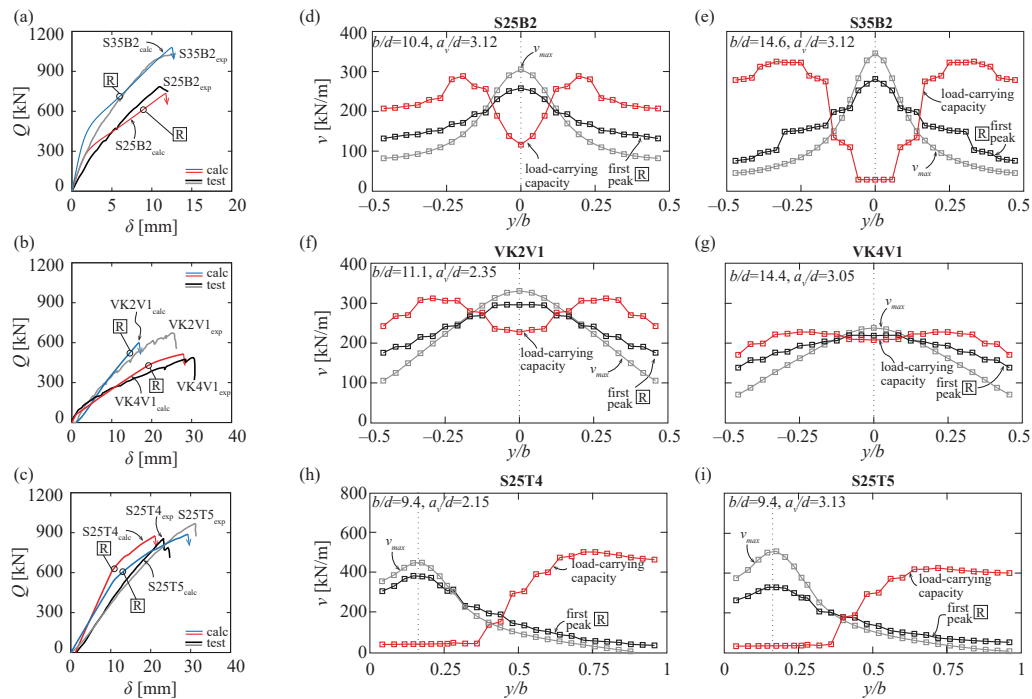 (a)
1200
900
600
300
0
Q [kN]
S35B2calc
S35B2exp
S25B2exp
S25B2calc
R
R
calc
test
0 5 10 15 20
δ [mm]
(d)
S25B2
b/d=10.4, av/d=3.12
400
300
200
100
0
v [kN/m]
vmax
load-carrying
capacity
first
peak R
−0.5 −0.25 0 0.25 0.5
y/b
(e)
S35B2
b/d=14.6, av/d=3.12
load-carrying
capacity
R first
peak
vmax
−0.5 −0.25 0 0.25 0.5
y/b
(b)
1200
900
600
300
0
Q [kN]
calc
test
VK2V1calc
VK2V1exp
R
R
VK4V1calc
VK4V1exp
0 10 20 30 40
δ [mm]
(f)
VK2V1
b/d=11.1, av/d=2.35
400
300
200
100
0
v [kN/m]
load-carrying
capacity
vmax
first
peak
R
−0.5 −0.25 0 0.25 0.5
y/b
(g)
VK4V1
b/d=14.4, av/d=3.05
vmax
load-carrying
capacity
first
peak R
−0.5 −0.25 0 0.25 0.5
y/b
(c)
1200
900
600
300
0
Q [kN]
S25T4exp
S25T5exp
S25T4calc
R
R
S25T5calc
calc
test
0 10 20 30 40
δ [mm]
(h)
S25T4
b/d=9.4, av/d=2.15
800
600
400
200
0
v [kN/m]
vmax
load-carrying
capacity
first
peak R
0 0.25 0.5 0.75 1
y/b
(i)
S25T5
b/d=9.4, av/d=3.13
vmax
load-carrying
capacity
first
peak R
0 0.25 0.5 0.75 1
y/b